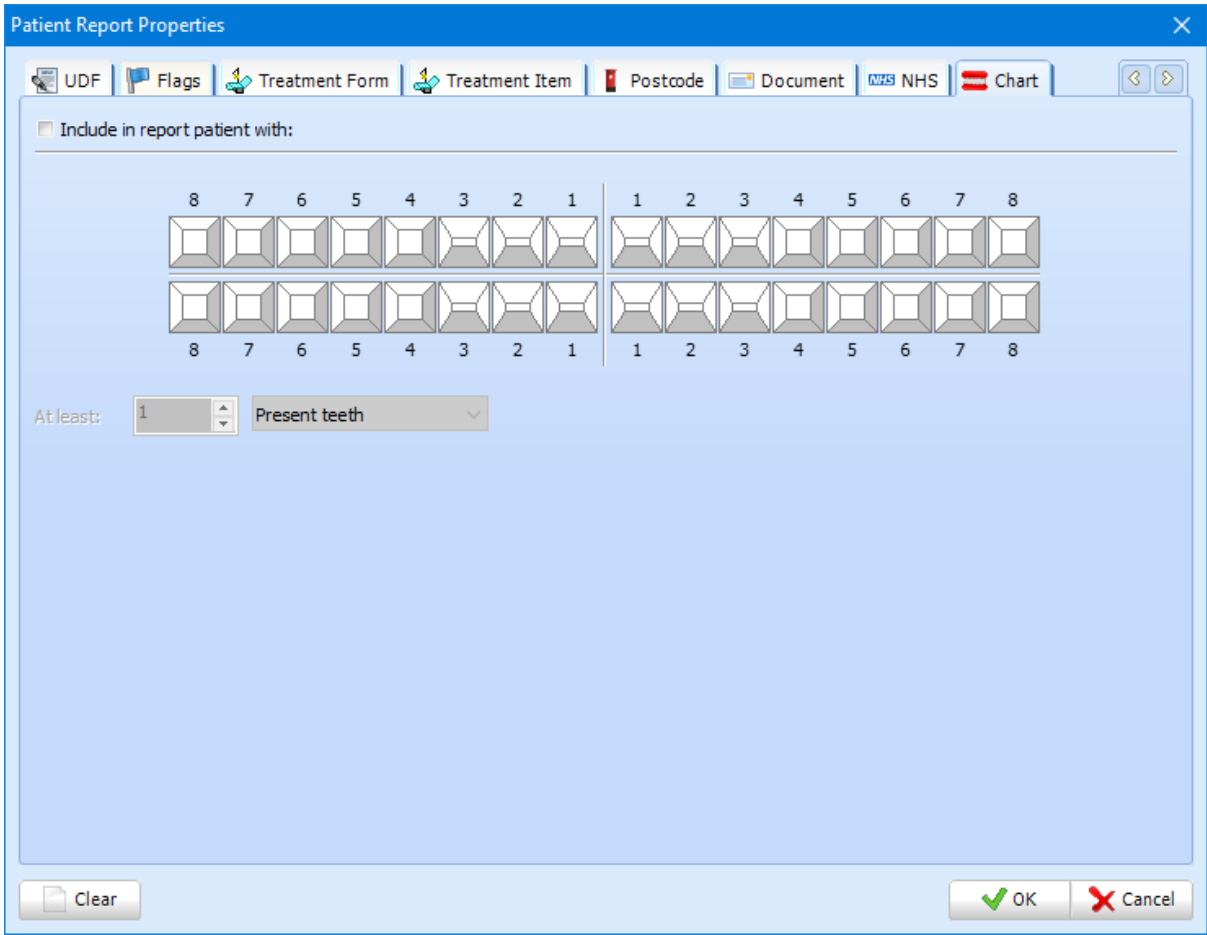 Patient Report Properties
UDF Flags Treatment Form Treatment Item Postcode Document NHS NHS Chart
Include in report patient with:
8 7 6 5 4 3 2 1 1 2 3 4 5 6 7 8
8 7 6 5 4 3 2 1 1 2 3 4 5 6 7 8
At least: 1 Present teeth
Clear OK Cancel